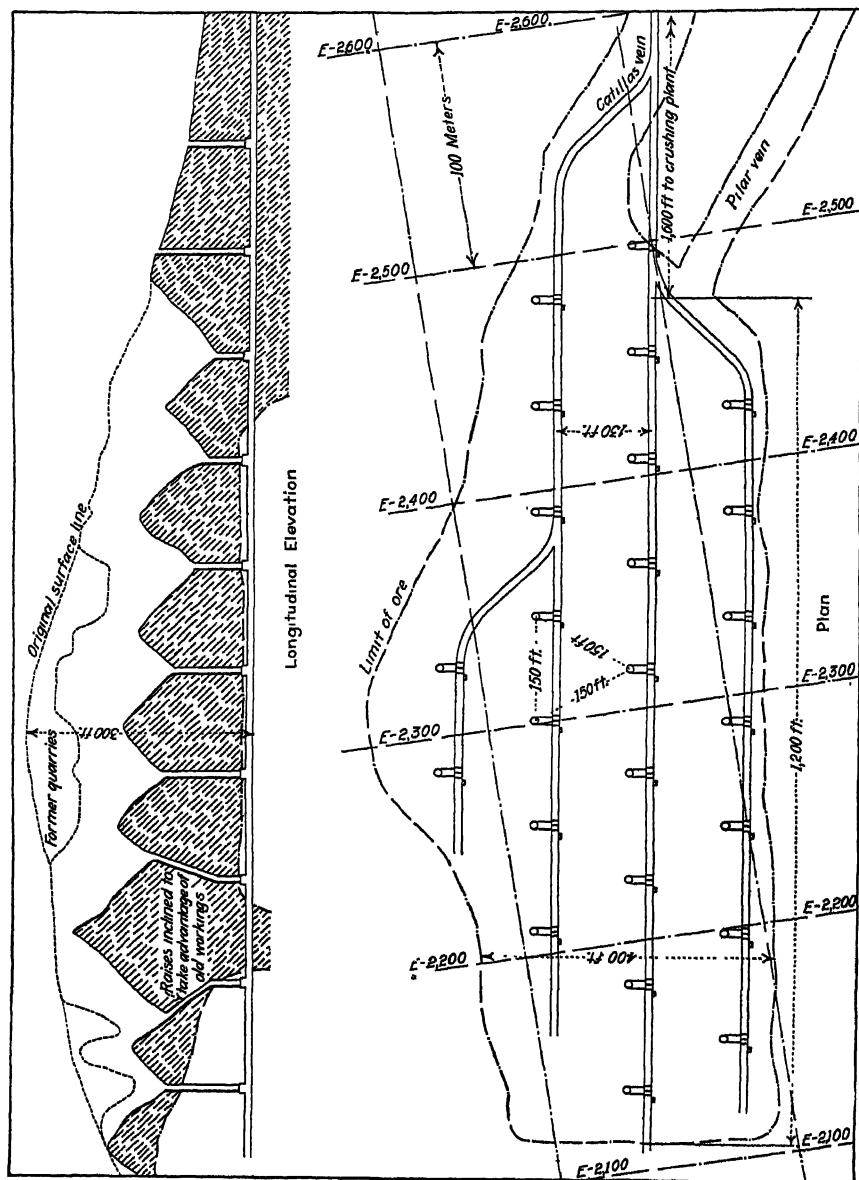 Original surface line
Former quarries
300 ft.
Raises inclined to
take advantage of
old workings
Longitudinal Elevation
E-2,600
E-2,600
100 Meters
Catillas vein
1,600 ft to crushing plant
Pilar vein
E-2,500
E-2,500
130 ft.
E-2,400
E-2,400
Limit of ore
150 ft.
150 ft.
150 ft.
E-2,300
E-2,300
Plan
1,200 ft.
E-2,200
E-2,200
400 ft.
E-2,100
E-2,100